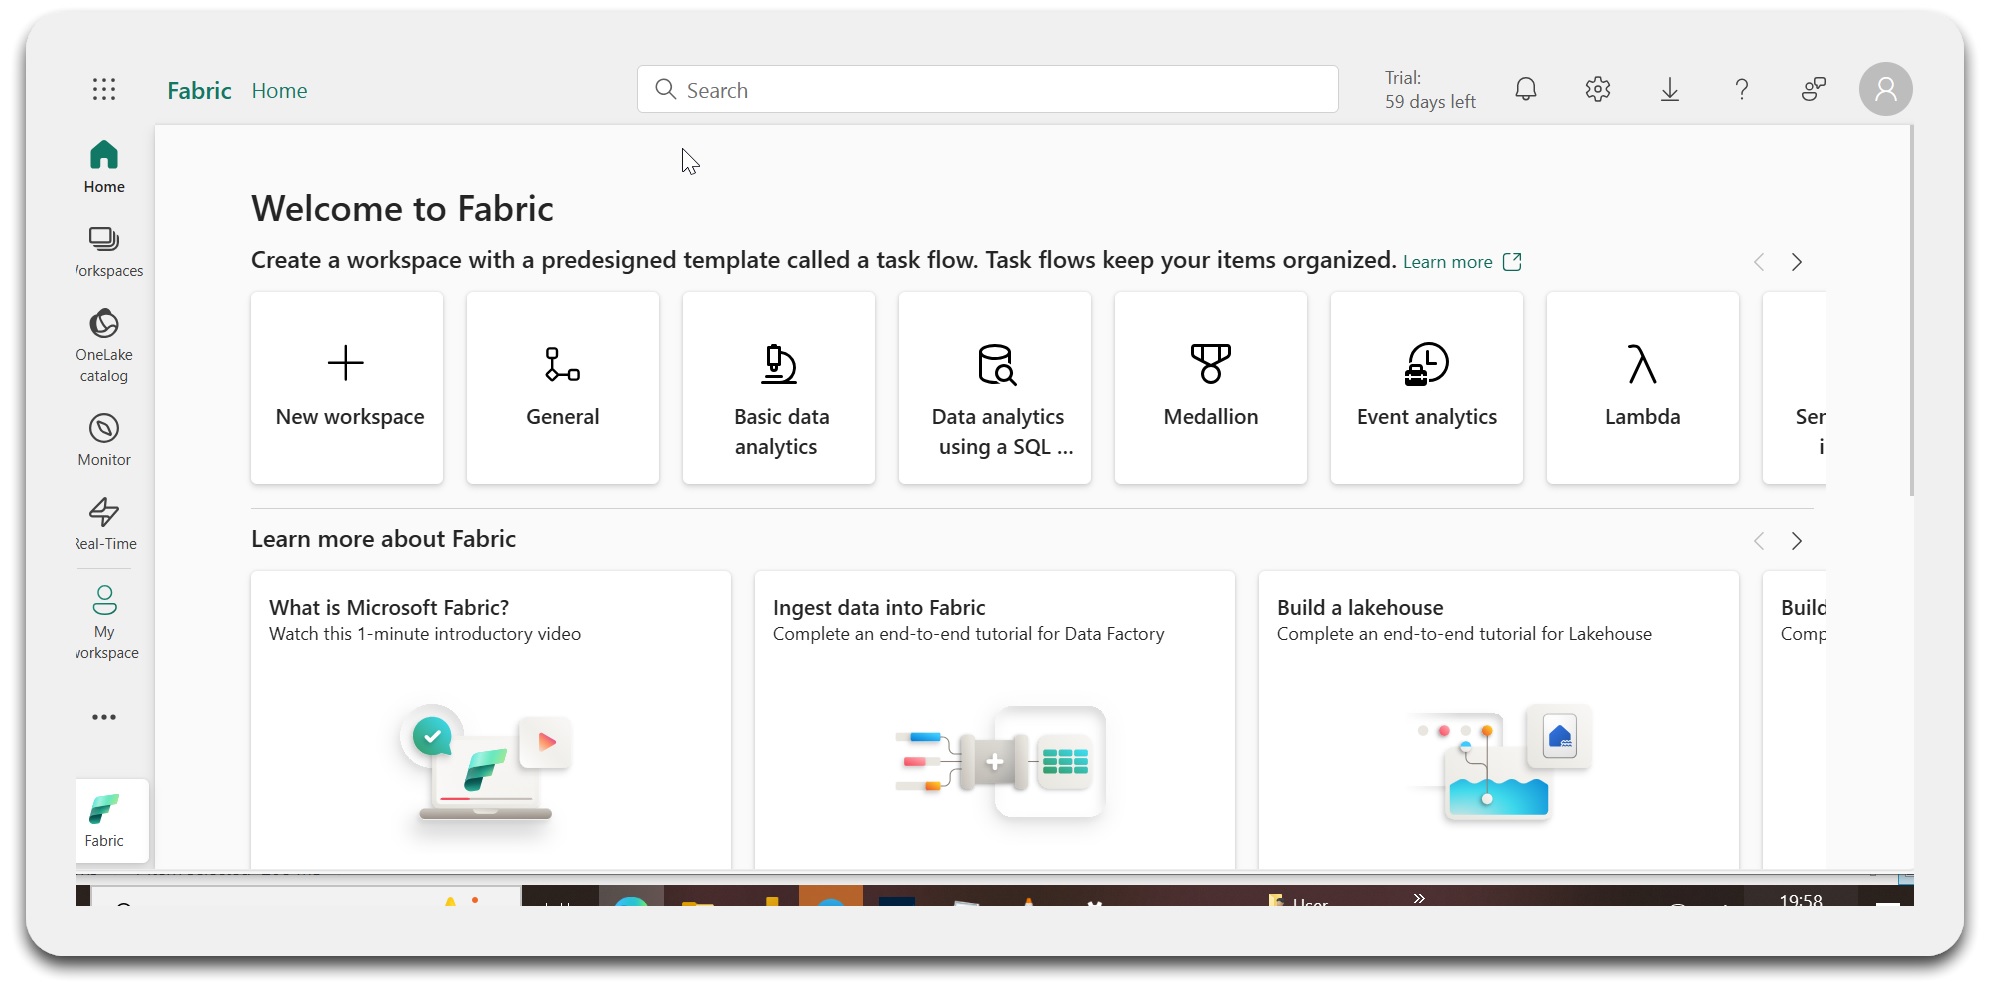 Fabric Home
Search
Trial:
59 days left
Home
Workspaces
OneLake
catalog
Monitor
Real-Time
My
workspace
Fabric
Welcome to Fabric
Create a workspace with a predesigned template called a task flow. Task flows keep your items organized. Learn more
New workspace
General
Basic data
analytics
Data analytics
using a SQL ...
Medallion
Event analytics
Lambda
Ser
i
Learn more about Fabric
What is Microsoft Fabric?
Watch this 1-minute introductory video
Ingest data into Fabric
Complete an end-to-end tutorial for Data Factory
Build a lakehouse
Complete an end-to-end tutorial for Lakehouse
Build
Comp
User
19:58